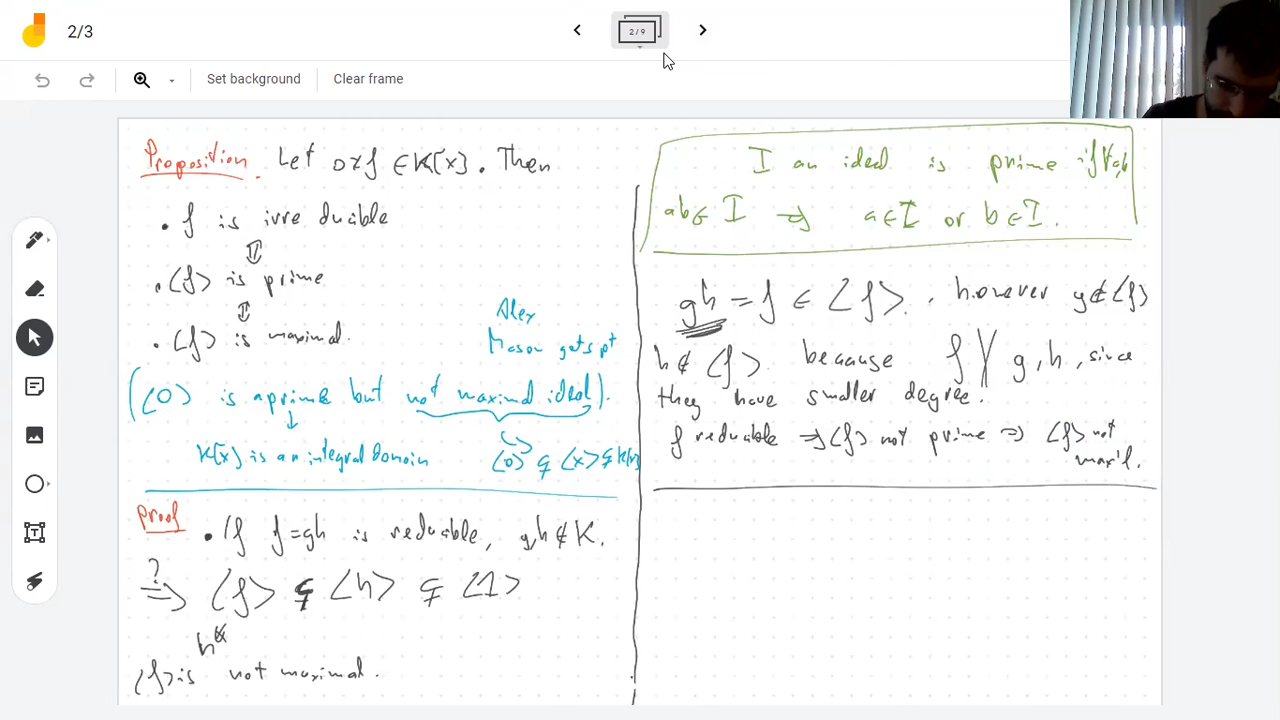 2/3
2/9
Set background
Clear frame
Proposition. Let 0≠f ∈ K[x]. Then
• f is irreducible
⇕
• ⟨f⟩ is prime
⇕
• ⟨f⟩ is maximal.
Alex
Mason gets pt
(⟨0⟩ is a prime but not maximal ideal).
K[x] is an integral domain
⟨0⟩ ⊊ ⟨x⟩ ⊊ K[x]
Proof
• If f=gh is reducible, g,h ∉ K.
?
⇒ ⟨f⟩ ⊊ ⟨h⟩ ⊊ ⟨1⟩
⟨f⟩ is not maximal.
I an ideal is prime if ∀a,b
ab ∈ I ⇒ a ∈ I or b ∈ I.
gh = f ∈ ⟨f⟩. however g ∉ ⟨f⟩
h ∉ ⟨f⟩. because f ∤ g,h, since
they have smaller degree.
f reducible ⇒ ⟨f⟩ not prime ⇒ ⟨f⟩ not
max'l.